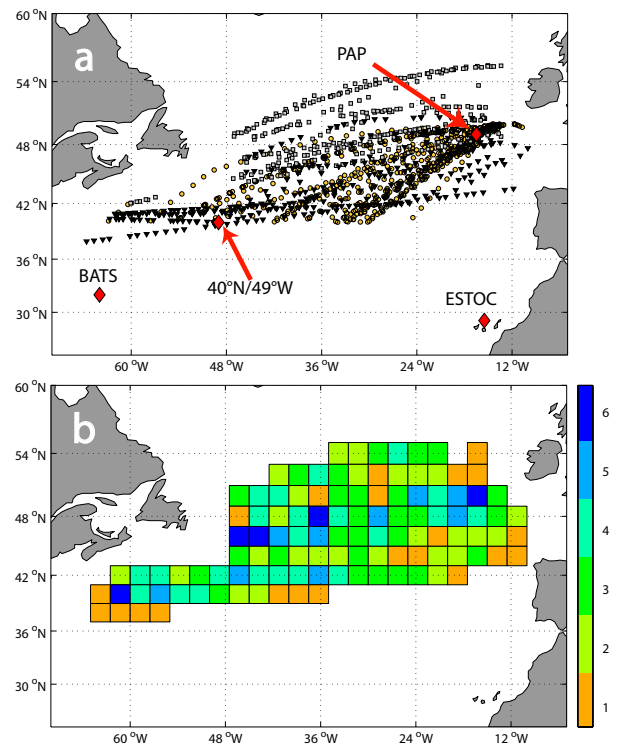 60 °N
a
PAP
54 °N
48 °N
42 °N
36 °N
BATS
40°N/49°W
ESTOC
30 °N
60 °W
48 °W
36 °W
24 °W
12 °W
60 °N
b
6
54 °N
5
48 °N
4
42 °N
3
36 °N
2
30 °N
1
60 °W
48 °W
36 °W
24 °W
12 °W